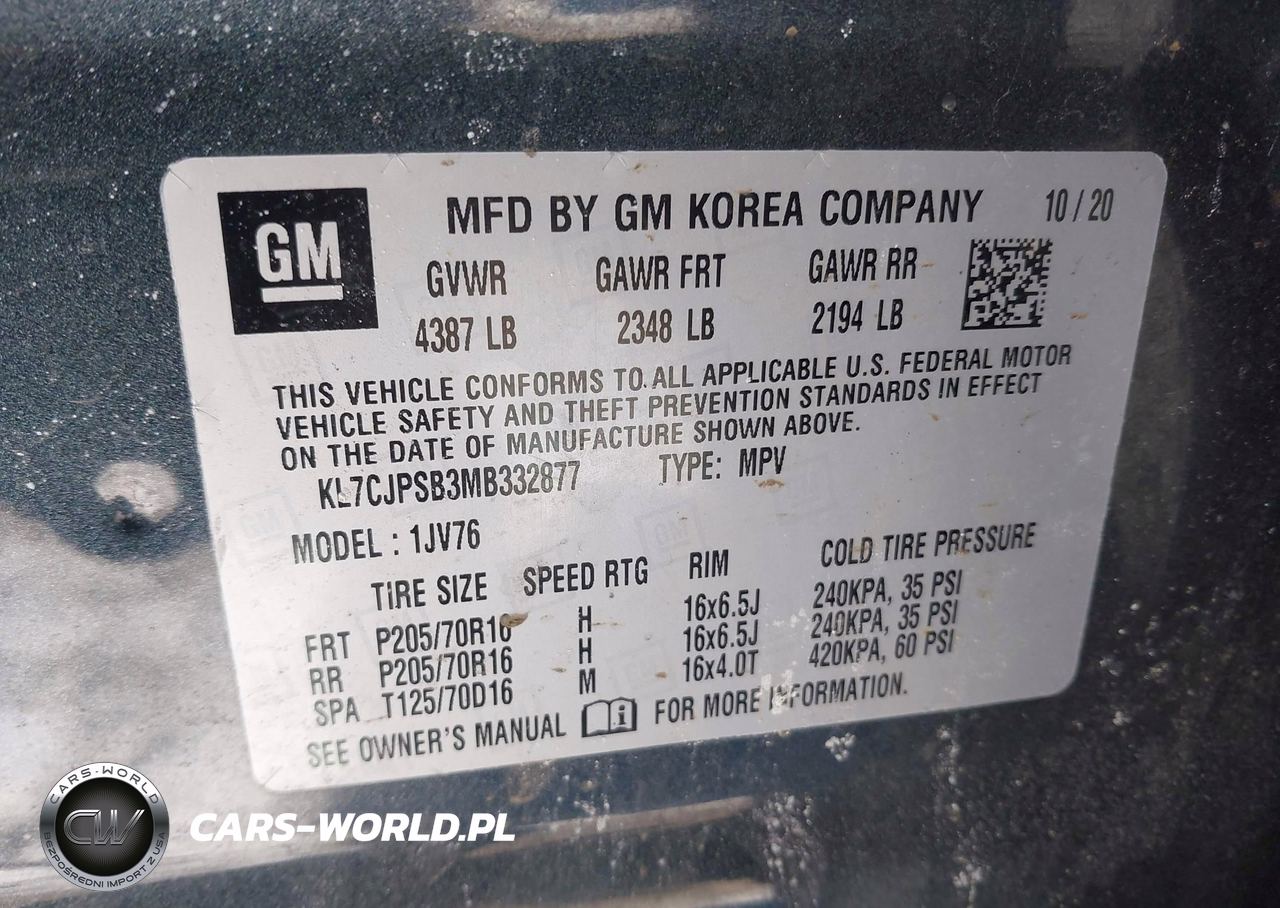 GM
MFD BY GM KOREA COMPANY 10 / 20
GVWR GAWR FRT GAWR RR
4387 LB 2348 LB 2194 LB
THIS VEHICLE CONFORMS TO ALL APPLICABLE U.S. FEDERAL MOTOR
VEHICLE SAFETY AND THEFT PREVENTION STANDARDS IN EFFECT
ON THE DATE OF MANUFACTURE SHOWN ABOVE.
KL7CJPSB3MB332877 TYPE: MPV
MODEL : 1JV76
TIRE SIZE SPEED RTG RIM COLD TIRE PRESSURE
FRT P205/70R16 H 16x6.5J 240KPA, 35 PSI
RR P205/70R16 H 16x6.5J 240KPA, 35 PSI
SPA T125/70D16 M 16x4.0T 420KPA, 60 PSI
SEE OWNER'S MANUAL i FOR MORE INFORMATION.
CARS-WORLD
CW
BEZPOŚREDNI IMPORT Z USA
CARS-WORLD.PL